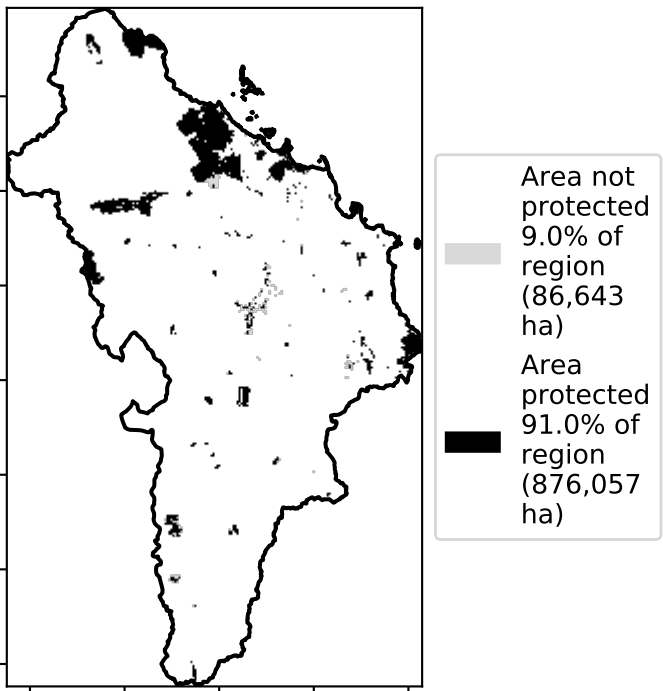 Area not
protected
9.0% of
region
(86,643
ha)
Area
protected
91.0% of
region
(876,057
ha)